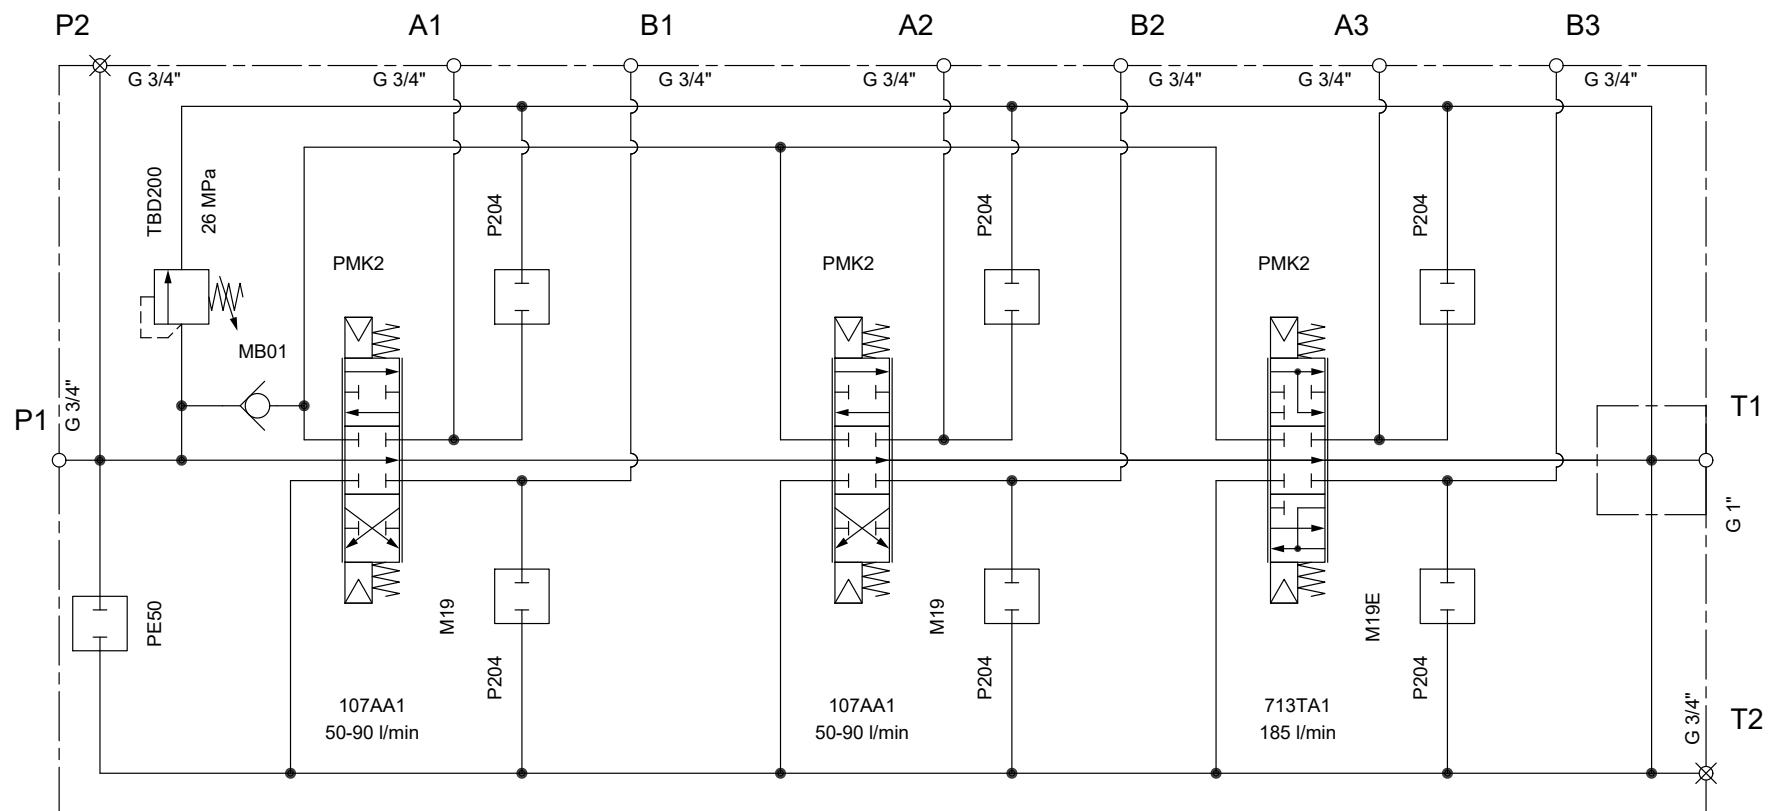 P2
A1
B1
A2
B2
A3
B3
G 3/4"
G 3/4"
G 3/4"
G 3/4"
G 3/4"
G 3/4"
G 3/4"
TBD200
26 MPa
P204
P204
P204
PMK2
PMK2
PMK2
MB01
P1
G 3/4"
T1
G 1"
PE50
M19
P204
M19
P204
M19E
P204
107AA1
50-90 l/min
107AA1
50-90 l/min
713TA1
185 l/min
G 3/4"
T2